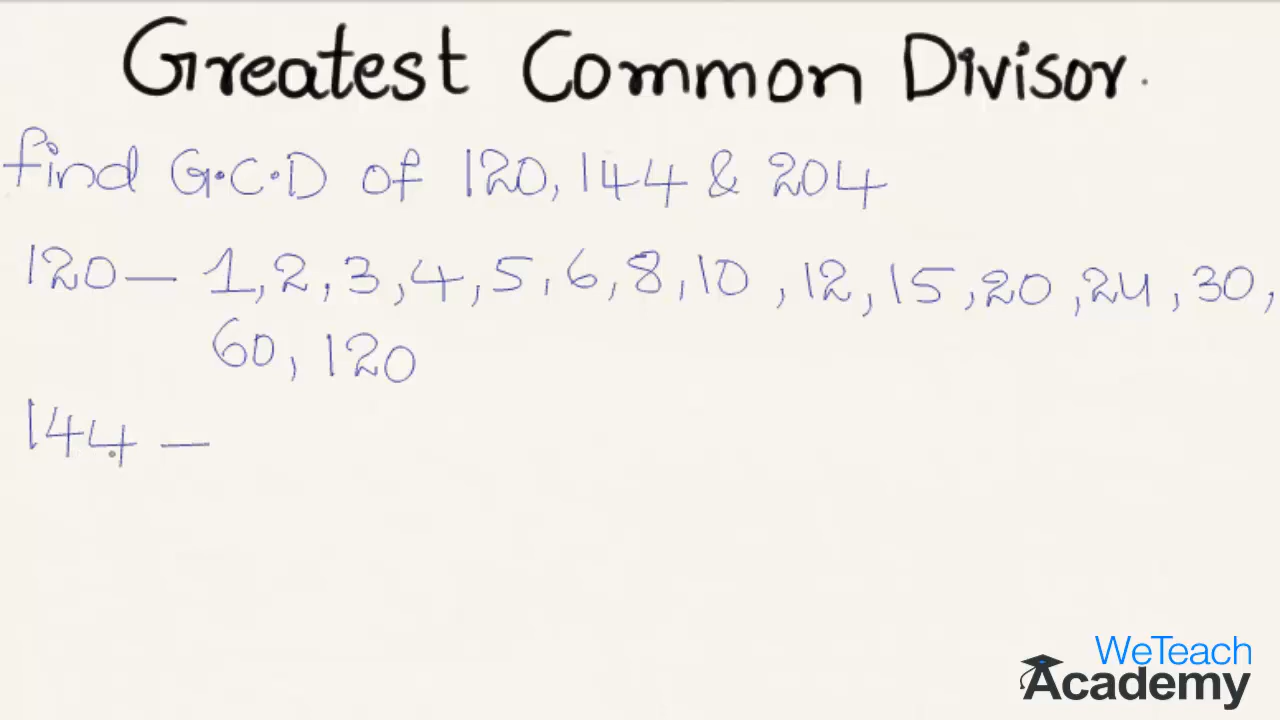 Greatest Common Divisor.
find G.C.D of 120, 144 & 204
120 — 1, 2, 3, 4, 5, 6, 8, 10, 12, 15, 20, 24, 30,
60, 120
144 —
WeTeach
Academy